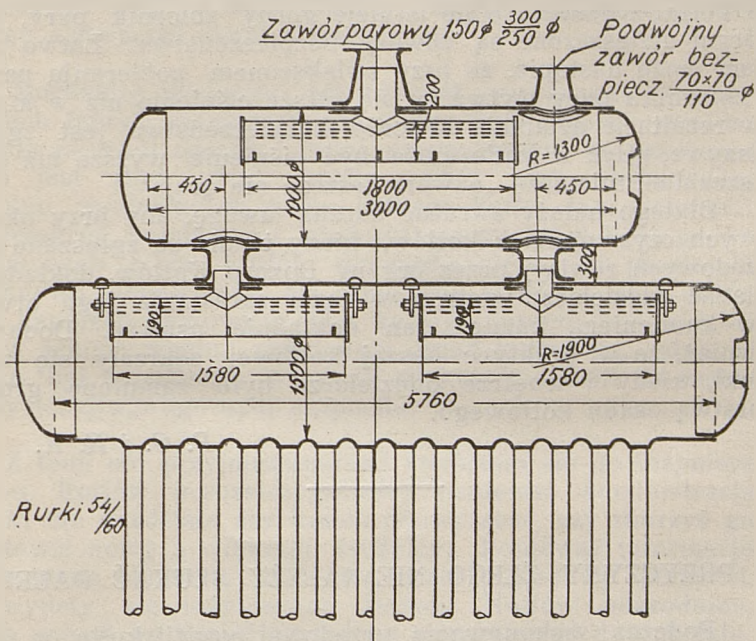 Zawór parowy 150ϕ 300/250 ϕ
Podwójny
zawór bez-
piecz. 70×70/110 ϕ
200
R=1300
450
1800
450
1000ϕ
3000
300
190
190
R=1900
1580
1500ϕ
1580
5760
Rurki 54/60